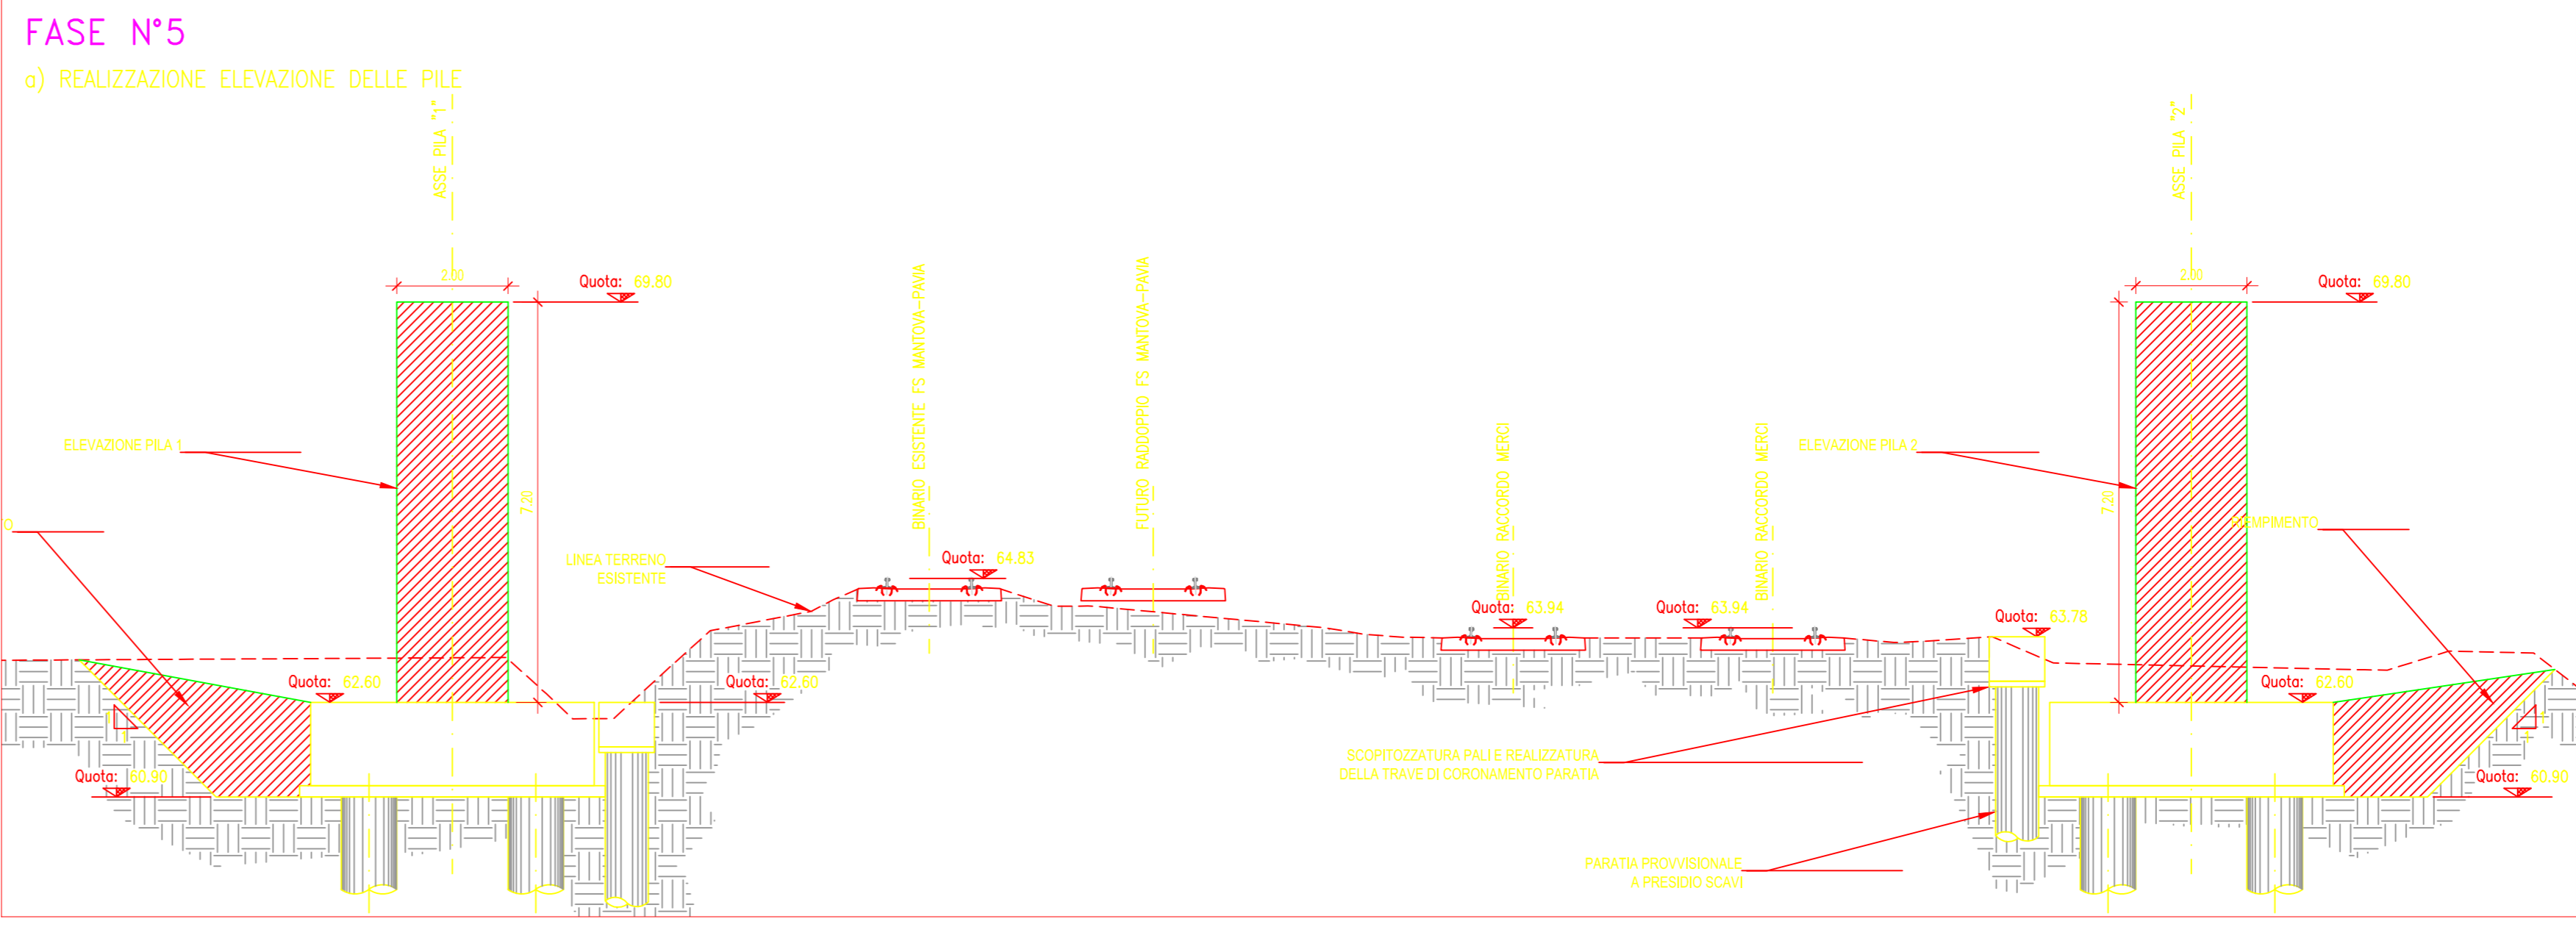 FASE N°5
a) REALIZZAZIONE ELEVAZIONE DELLE PILE
ASSE PILA "1"
ASSE PILA "2"
2.00
Quota: 69.80
2.00
Quota: 69.80
BINARIO ESISTENTE FS MANTOVA-PAVIA
FUTURO RADDOPPIO FS MANTOVA-PAVIA
BINARIO RACCORDO MERCI
BINARIO RACCORDO MERCI
ELEVAZIONE PILA 1
ELEVAZIONE PILA 2
7.20
7.20
O
RIEMPIMENTO
LINEA TERRENO
ESISTENTE
Quota: 64.83
Quota: 63.94
Quota: 63.94
Quota: 63.78
Quota: 62.60
Quota: 62.60
Quota: 62.60
1
1
1
1
SCOPITOZZATURA PALI E REALIZZATURA
DELLA TRAVE DI CORONAMENTO PARATIA
Quota: 60.90
Quota: 60.90
PARATIA PROVVISIONALE
A PRESIDIO SCAVI